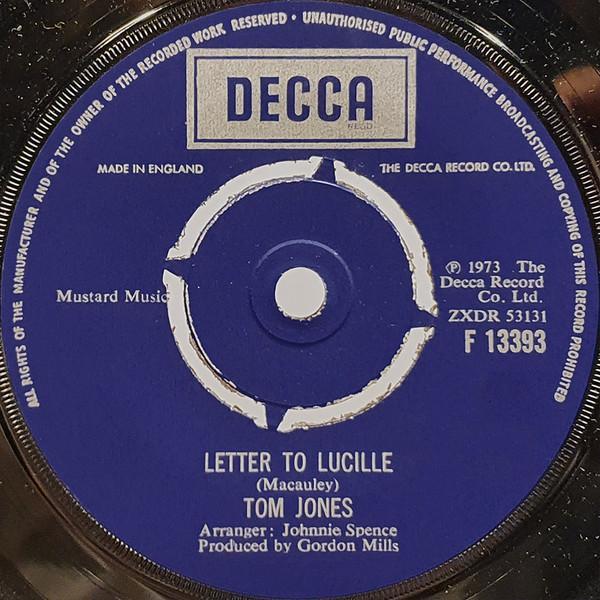 ALL RIGHTS OF THE MANUFACTURER AND OF THE OWNER OF THE RECORDED WORK RESERVED • UNAUTHORISED PUBLIC PERFORMANCE BROADCASTING AND COPYING OF THIS RECORD PROHIBITED
DECCA
MADE IN ENGLAND
THE DECCA RECORD CO. LTD.
Mustard Music
℗ 1973 The
Decca Record
Co. Ltd.
ZXDR 53131
F 13393
LETTER TO LUCILLE
(Macauley)
TOM JONES
Arranger: Johnnie Spence
Produced by Gordon Mills